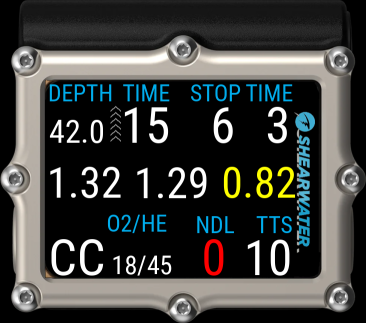 DEPTH TIME STOP TIME
42.0 15 6 3
1.32 1.29 0.82
O2/HE NDL TTS
CC 18/45 0 10
SHEARWATER